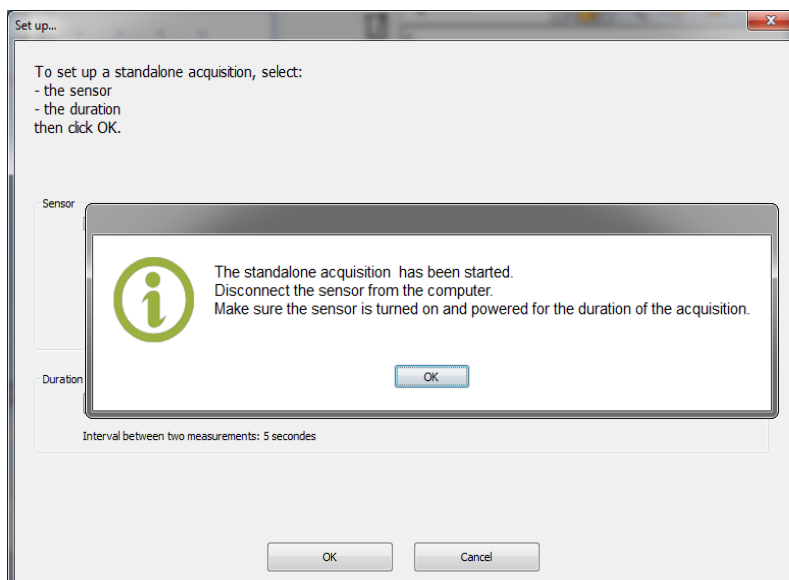 Set up...
To set up a standalone acquisition, select:
- the sensor
- the duration
then click OK.
Sensor
The standalone acquisition has been started.
Disconnect the sensor from the computer.
Make sure the sensor is turned on and powered for the duration of the acquisition.
OK
Duration
Interval between two measurements: 5 secondes
OK
Cancel